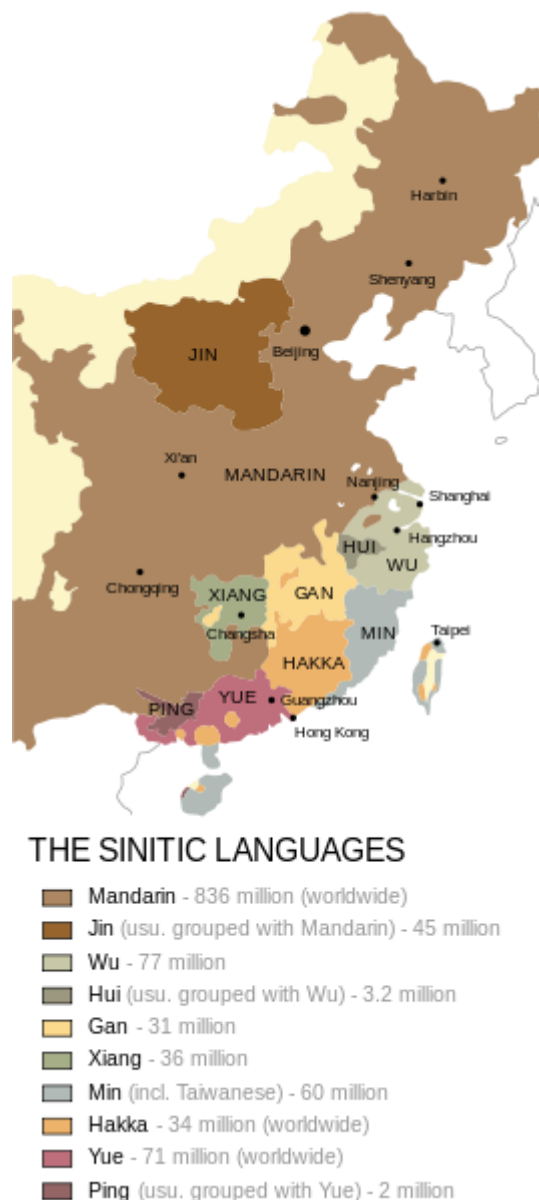 Harbin
Shenyang
Beijing
JIN
Xi'an
MANDARIN
Nanjing
Shanghai
Hangzhou
HUI
WU
Chongqing
XIANG
GAN
Changsha
MIN
Taipei
HAKKA
YUE
Guangzhou
PING
Hong Kong
THE SINITIC LANGUAGES
Mandarin - 836 million (worldwide)
Jin (usu. grouped with Mandarin) - 45 million
Wu - 77 million
Hui (usu. grouped with Wu) - 3.2 million
Gan - 31 million
Xiang - 36 million
Min (incl. Taiwanese) - 60 million
Hakka - 34 million (worldwide)
Yue - 71 million (worldwide)
Ping (usu. grouped with Yue) - 2 million